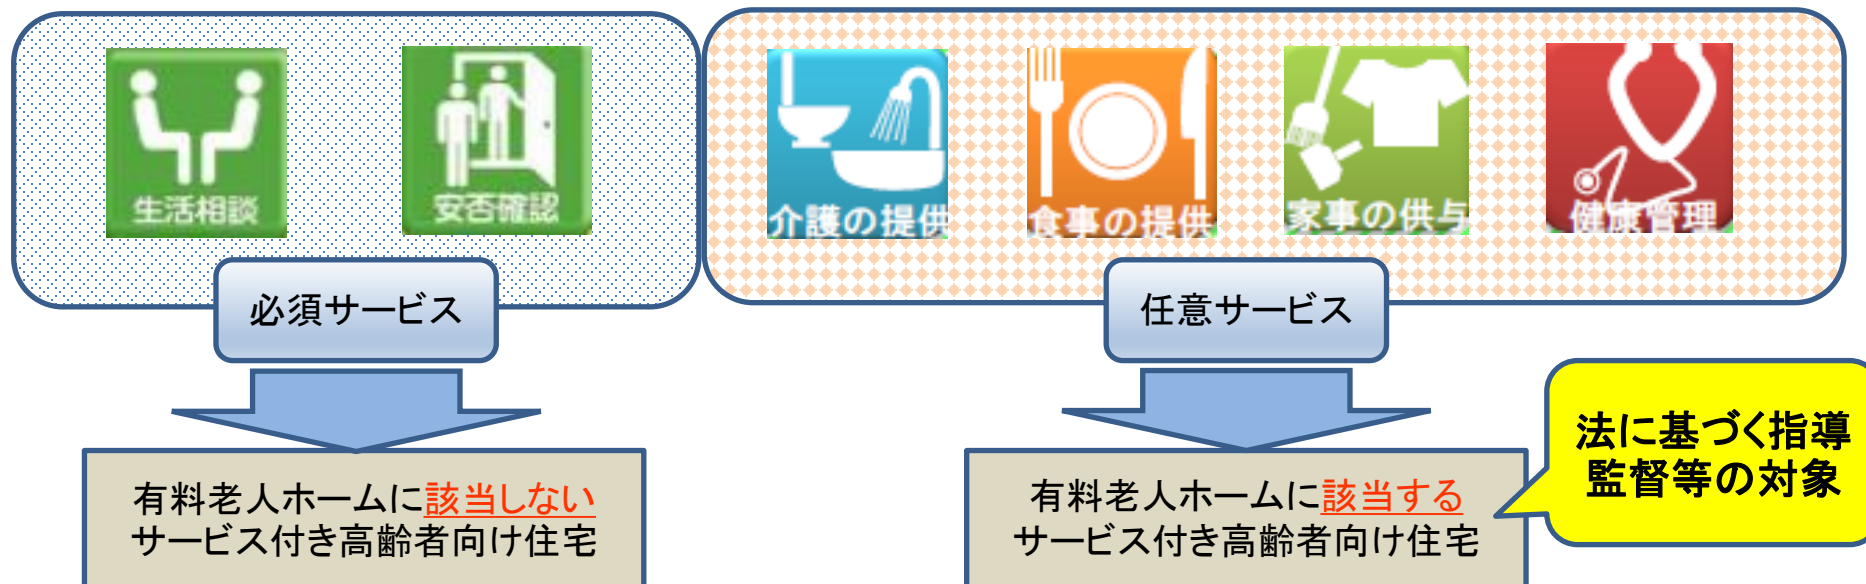 生活相談
安否確認
介護の提供
食事の提供
家事の供与
健康管理
必須サービス
任意サービス
有料老人ホームに該当しない
サービス付き高齢者向け住宅
有料老人ホームに該当する
サービス付き高齢者向け住宅
法に基づく指導
監督等の対象